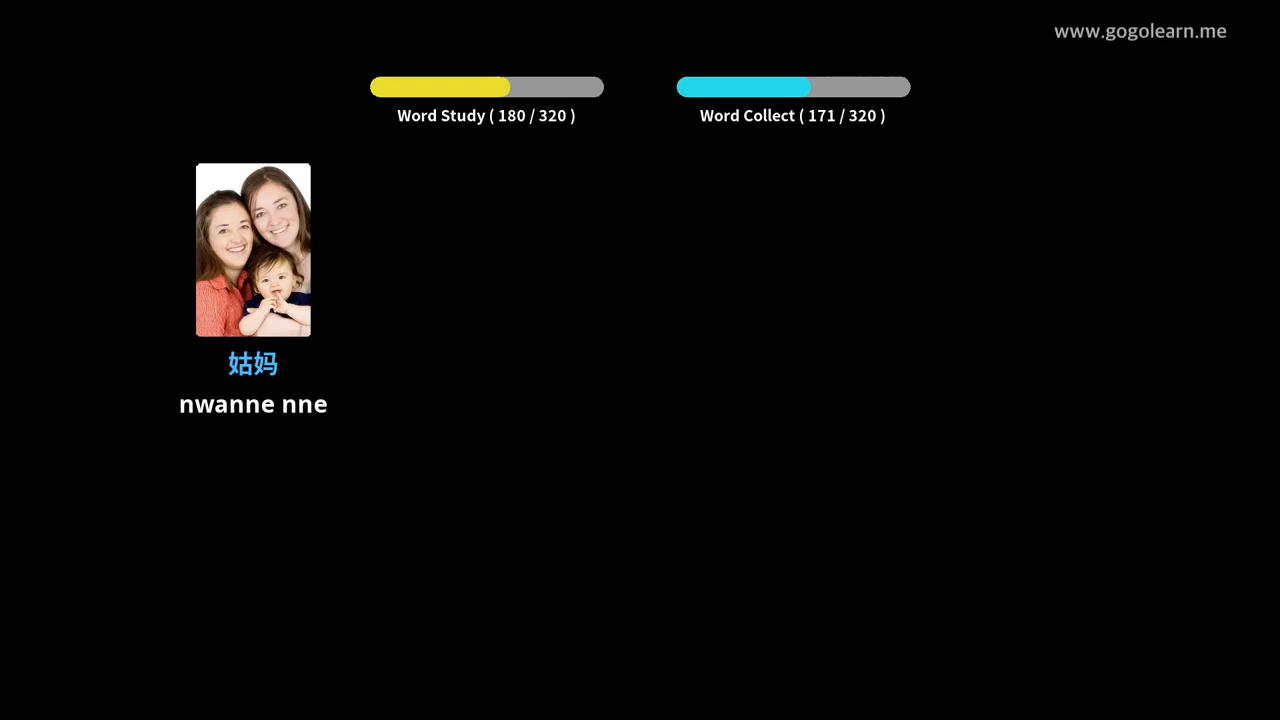 www.gogolearn.me
Word Study ( 180 / 320 )
Word Collect ( 171 / 320 )
姑妈
nwanne nne